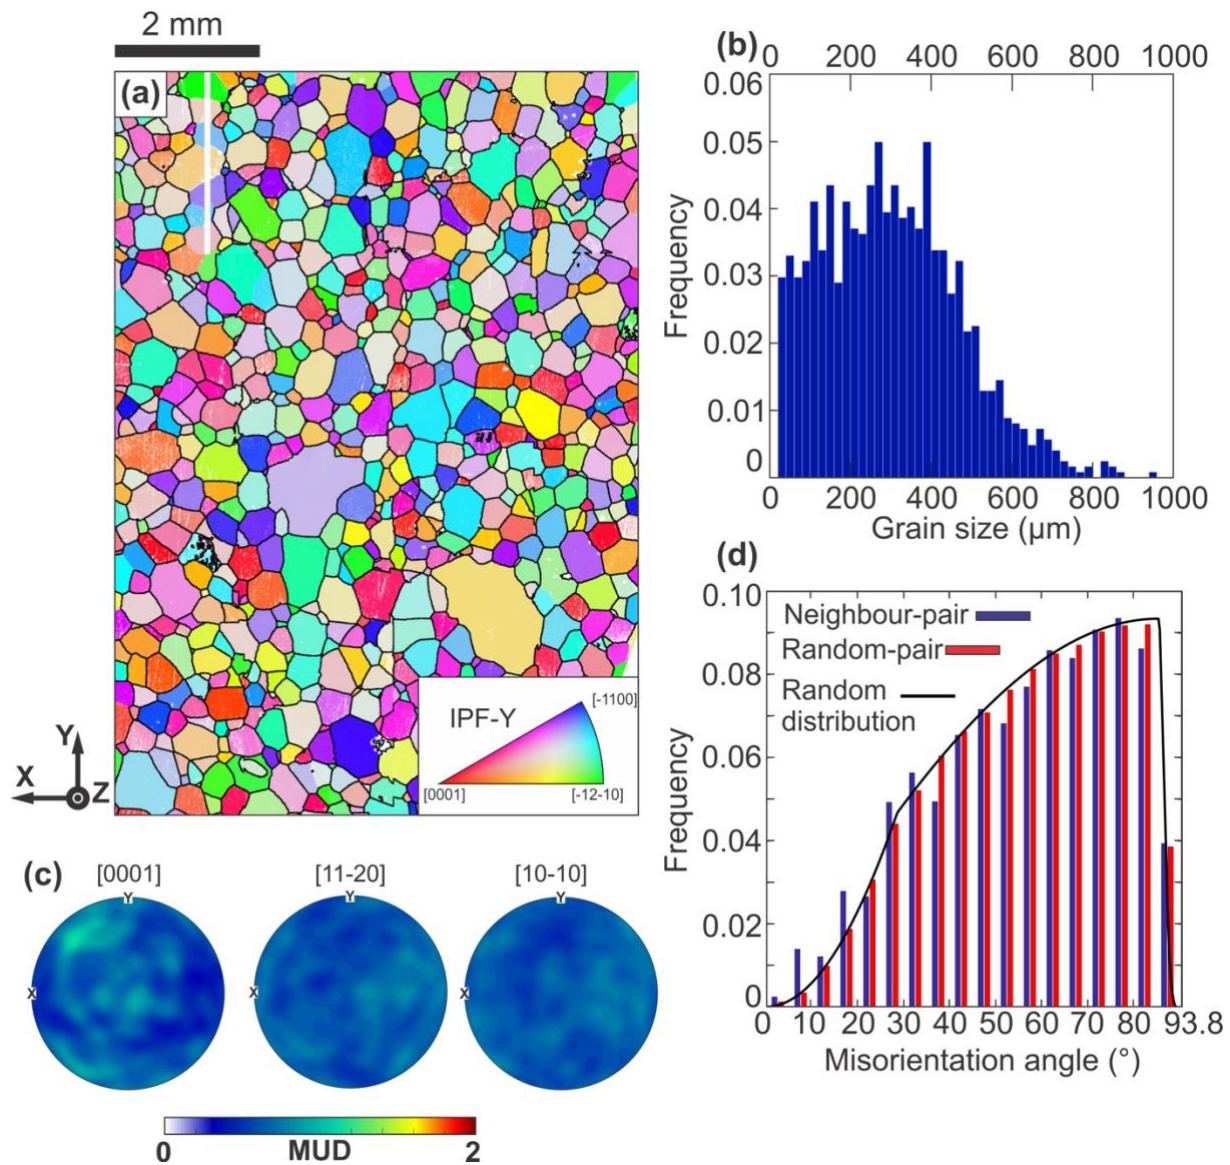 2 mm
(a)
IPF-Y
[-1100]
[0001]
[-12-10]
Y
X
Z
(b)
0 200 400 600 800 1000
0.06
0.05
0.04
0.03
0.02
0.01
0
Frequency
0 200 400 600 800 1000
Grain size (µm)
(c)
[0001] [11-20] [10-10]
Y Y Y
X X X
0 MUD 2
(d)
0.10
0.08
0.06
0.04
0.02
0
Frequency
Neighbour-pair
Random-pair
Random
distribution
0 10 20 30 40 50 60 70 80 93.8
Misorientation angle (°)